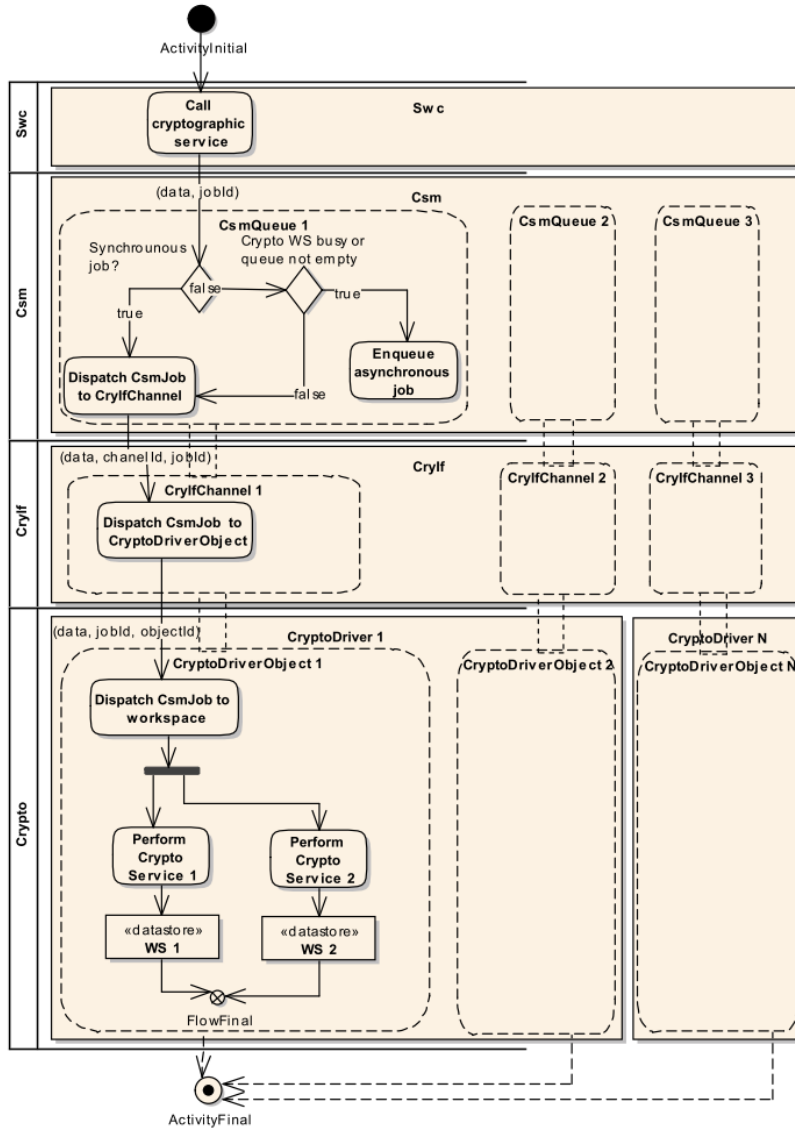 ActivityInitial
Swc
Swc
Call
cryptographic
service
(data, jobId)
Csm
Csm
CsmQueue 1
CsmQueue 2
CsmQueue 3
Synchrounous
job?
Crypto WS busy or
queue not empty
false
true
true
false
Dispatch CsmJob
to CryIfChannel
Enqueue
asynchronous
job
(data, chanelId, jobId)
CryIf
CryIf
CryIfChannel 1
CryIfChannel 2
CryIfChannel 3
Dispatch CsmJob to
CryptoDriverObject
(data, jobId, objectId)
Crypto
CryptoDriver 1
CryptoDriver N
CryptoDriverObject 1
CryptoDriverObject 2
CryptoDriverObject N
Dispatch CsmJob to
workspace
Perform
Crypto
Service 1
Perform
Crypto
Service 2
«datastore»
WS 1
«datastore»
WS 2
FlowFinal
ActivityFinal